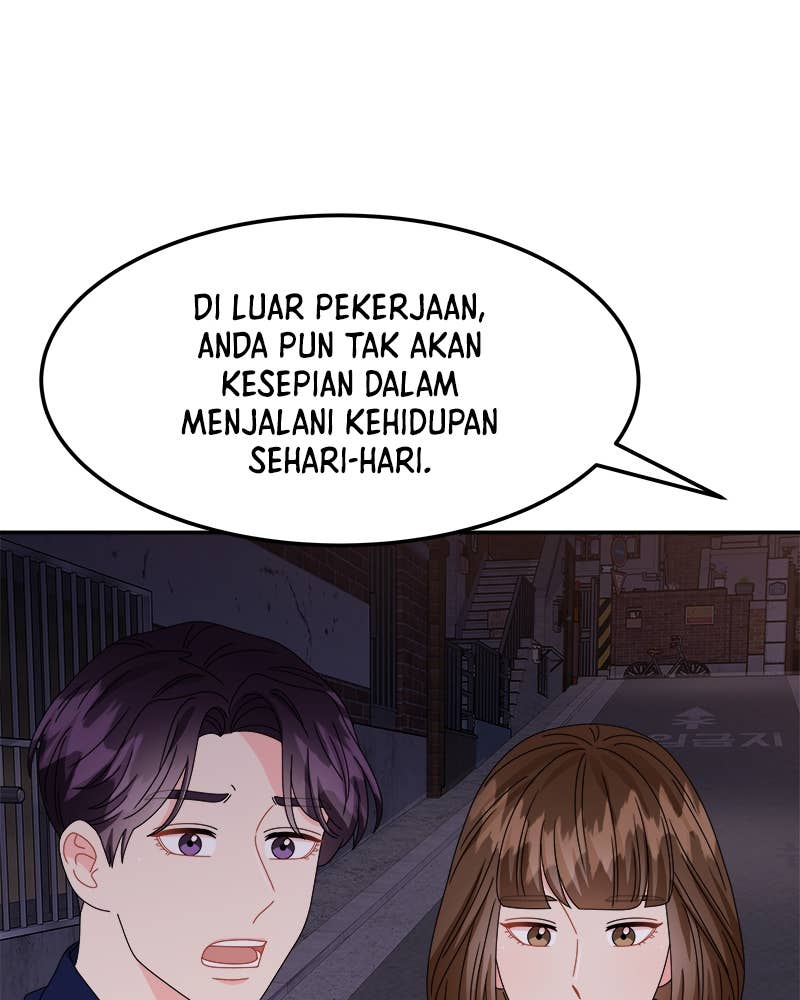 DI LUAR PEKERJAAN,
ANDA PUN TAK AKAN
KESEPIAN DALAM
MENJALANI KEHIDUPAN
SEHARI-HARI.